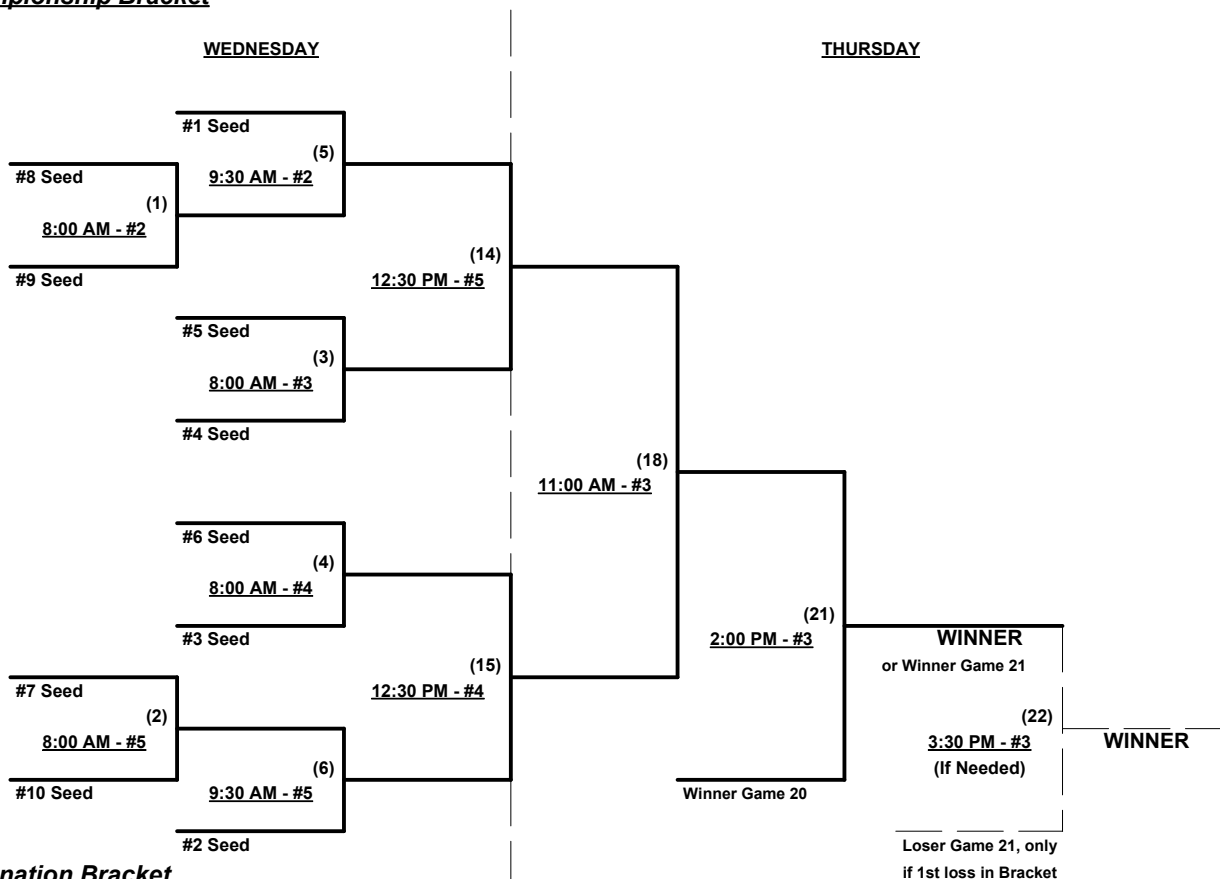 Bracket
WEDNESDAY
THURSDAY
#1 Seed
(5)
9:30 AM - #2
#8 Seed
(1)
8:00 AM - #2
#9 Seed
(14)
12:30 PM - #5
#5 Seed
(3)
8:00 AM - #3
#4 Seed
(18)
11:00 AM - #3
#6 Seed
(4)
8:00 AM - #4
#3 Seed
(15)
12:30 PM - #4
#7 Seed
(2)
8:00 AM - #5
#10 Seed
(6)
9:30 AM - #5
#2 Seed
(21)
2:00 PM - #3
Winner Game 20
WINNER
or Winner Game 21
(22)
3:30 PM - #3
(If Needed)
WINNER
Loser Game 21, only
if 1st loss in Bracket
nation Bracket